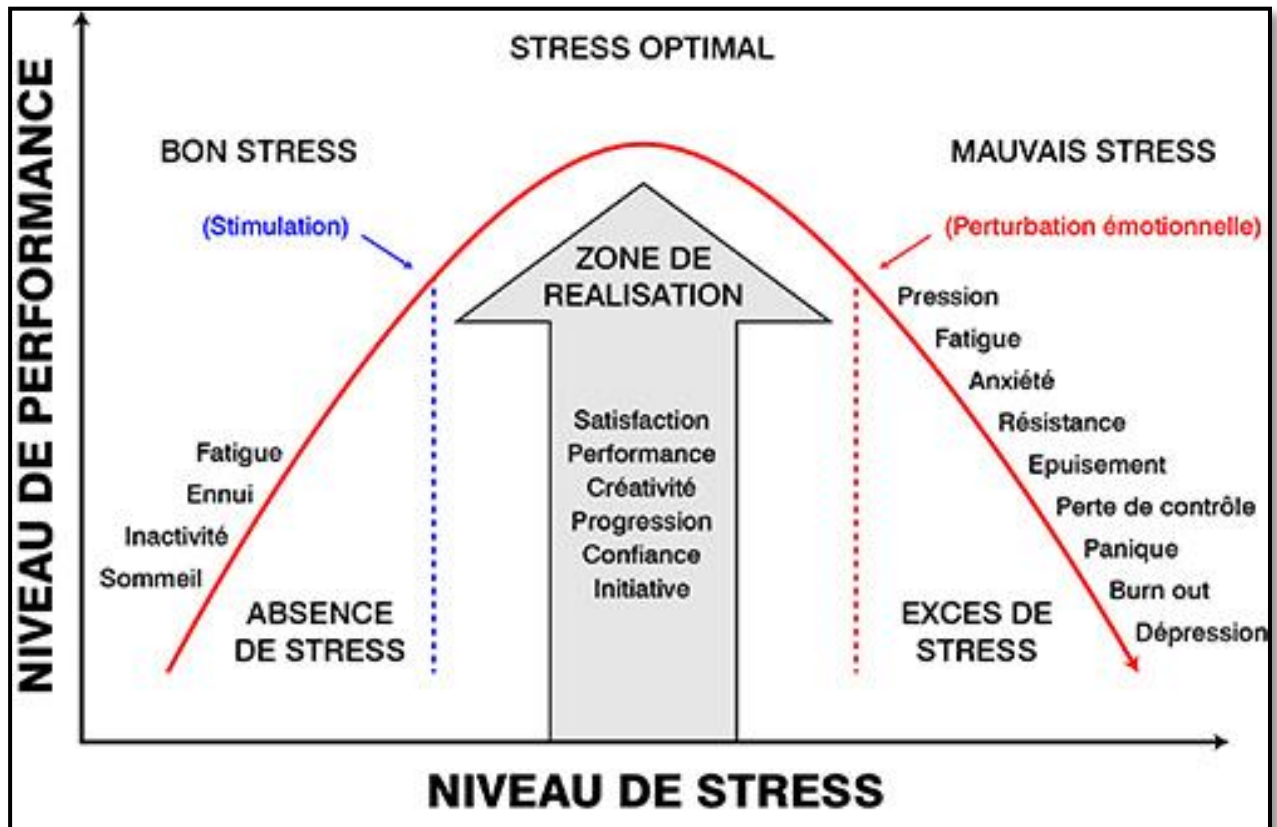 STRESS OPTIMAL
BON STRESS
MAUVAIS STRESS
(Stimulation)
(Perturbation émotionnelle)
ZONE DE
REALISATION
Satisfaction
Performance
Créativité
Progression
Confiance
Initiative
Fatigue
Ennui
Inactivité
Sommeil
ABSENCE
DE STRESS
Pression
Fatigue
Anxiété
Résistance
Epuisement
Perte de contrôle
Panique
Burn out
Dépression
EXCES DE
STRESS
NIVEAU DE PERFORMANCE
NIVEAU DE STRESS